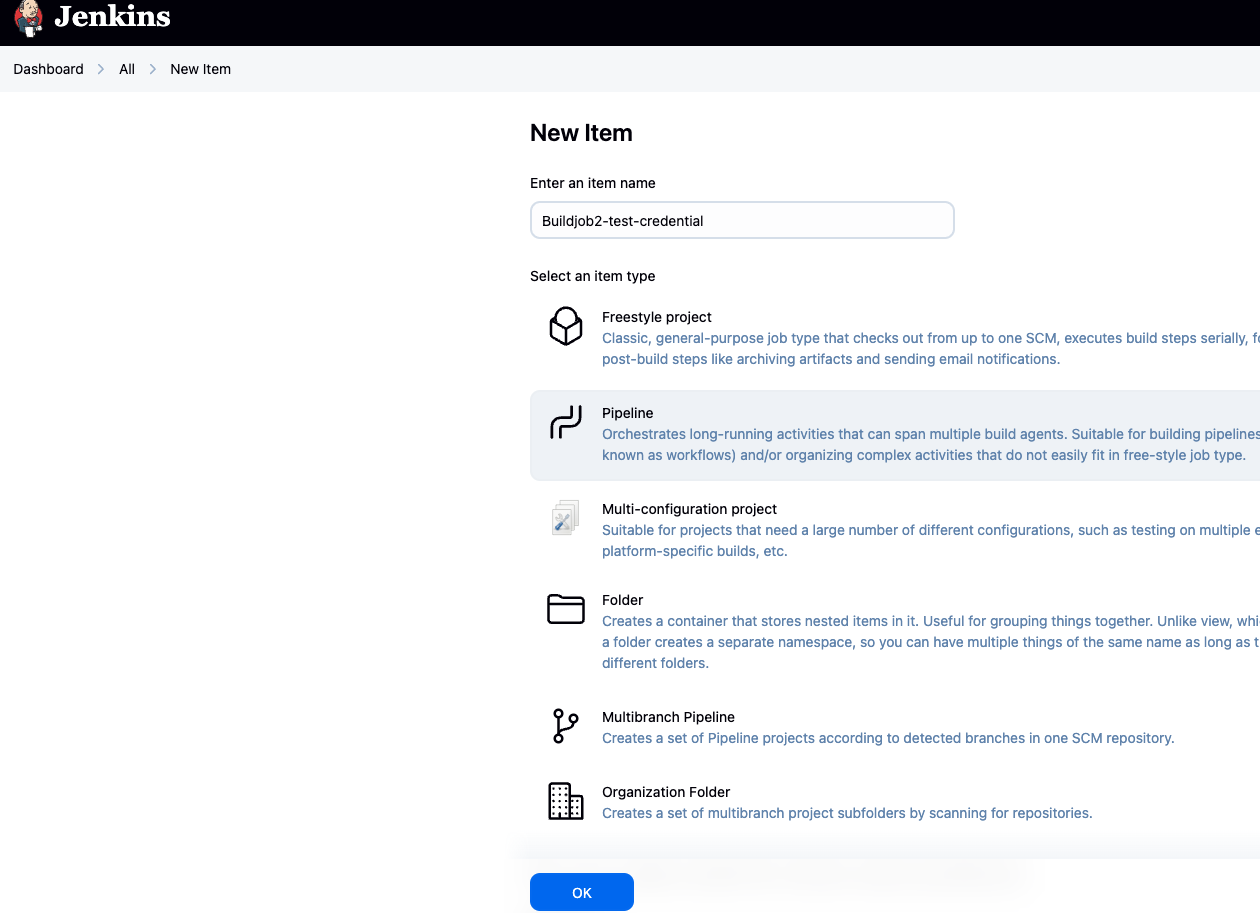 Jenkins
Dashboard > All > New Item
New Item
Enter an item name
Buildjob2-test-credential
Select an item type
Freestyle project
Classic, general-purpose job type that checks out from up to one SCM, executes build steps serially,
post-build steps like archiving artifacts and sending email notifications.
Pipeline
Orchestrates long-running activities that can span multiple build agents. Suitable for building pipelines
known as workflows) and/or organizing complex activities that do not easily fit in free-style job type.
Multi-configuration project
Suitable for projects that need a large number of different configurations, such as testing on multiple
platform-specific builds, etc.
Folder
Creates a container that stores nested items in it. Useful for grouping things together. Unlike view,
a folder creates a separate namespace, so you can have multiple things of the same name as long as
different folders.
Multibranch Pipeline
Creates a set of Pipeline projects according to detected branches in one SCM repository.
Organization Folder
Creates a set of multibranch project subfolders by scanning for repositories.
OK